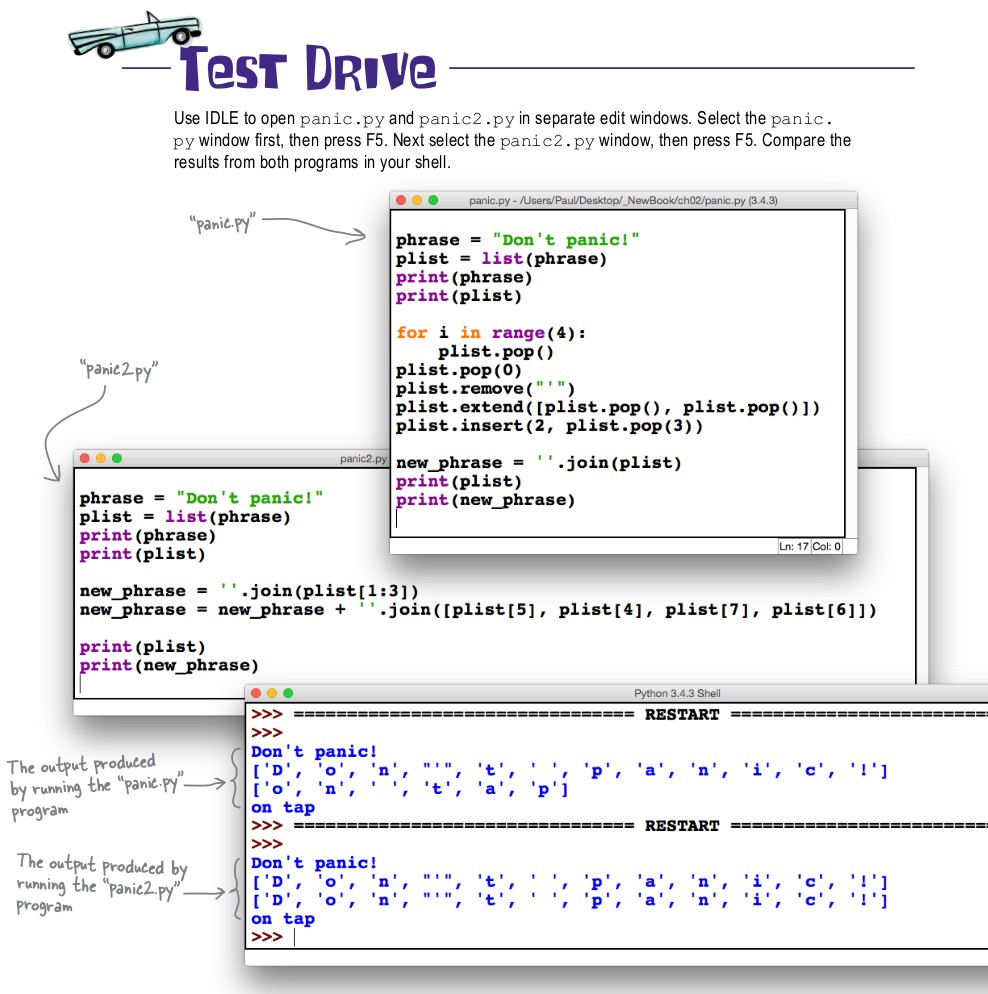 Test Drive
Use IDLE to open panic.py and panic2.py in separate edit windows. Select the panic.
py window first, then press F5. Next select the panic2.py window, then press F5. Compare the
results from both programs in your shell.
"panic.py"
panic.py - /Users/Paul/Desktop/_NewBook/ch02/panic.py (3.4.3)
phrase = "Don't panic!"
plist = list(phrase)
print(phrase)
print(plist)
for i in range(4):
    plist.pop()
plist.pop(0)
plist.remove("'")
plist.extend([plist.pop(), plist.pop()])
plist.insert(2, plist.pop(3))
new_phrase = ''.join(plist)
print(plist)
print(new_phrase)
Ln: 17 Col: 0
"panic2.py"
panic2.py
phrase = "Don't panic!"
plist = list(phrase)
print(phrase)
print(plist)
new_phrase = ''.join(plist[1:3])
new_phrase = new_phrase + ''.join([plist[5], plist[4], plist[7], plist[6]])
print(plist)
print(new_phrase)
Python 3.4.3 Shell
>>> ================================ RESTART ========================
>>>
Don't panic!
['D', 'o', 'n', "'", 't', ' ', 'p', 'a', 'n', 'i', 'c', '!']
['o', 'n', ' ', 't', 'a', 'p']
on tap
>>> ================================ RESTART ========================
>>>
Don't panic!
['D', 'o', 'n', "'", 't', ' ', 'p', 'a', 'n', 'i', 'c', '!']
['D', 'o', 'n', "'", 't', ' ', 'p', 'a', 'n', 'i', 'c', '!']
on tap
>>>
The output produced
by running the "panic.py"
program
The output produced by
running the "panic2.py"
program